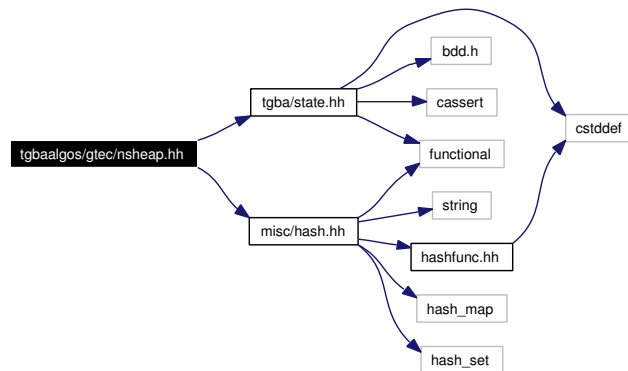 bdd.h
tgba/state.hh
cassert
cstddef
tgbaalgos/gtec/nsheap.hh
functional
string
misc/hash.hh
hashfunc.hh
hash_map
hash_set